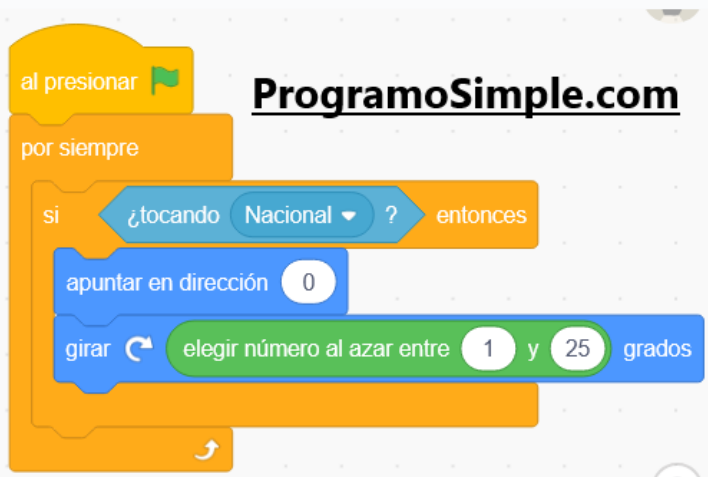 al presionar
ProgramoSimple.com
por siempre
si ¿tocando Nacional ? entonces
apuntar en dirección 0
girar elegir número al azar entre 1 y 25 grados